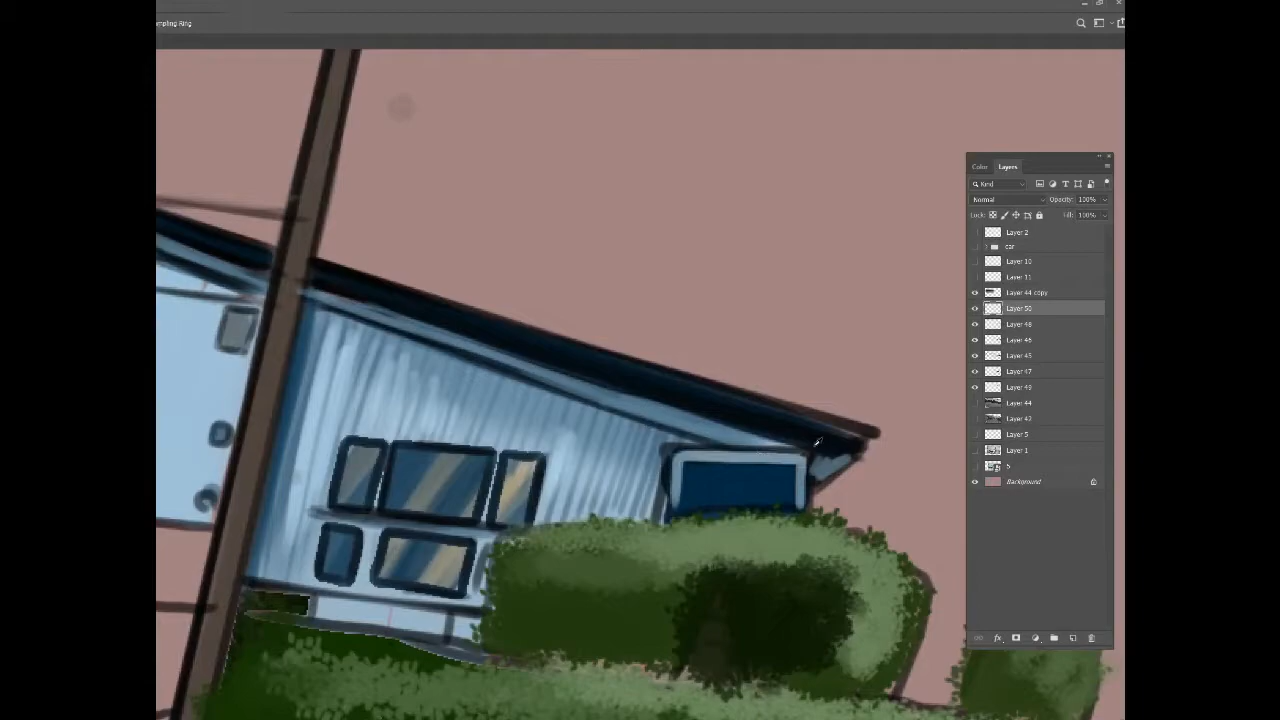 mpling Ring
Color Layers
Kind
Normal Opacity: 100%
Lock: Fill: 100%
Layer 2
car
Layer 10
Layer 11
Layer 44 copy
Layer 50
Layer 48
Layer 46
Layer 45
Layer 47
Layer 49
Layer 44
Layer 42
Layer 5
Layer 1
Background